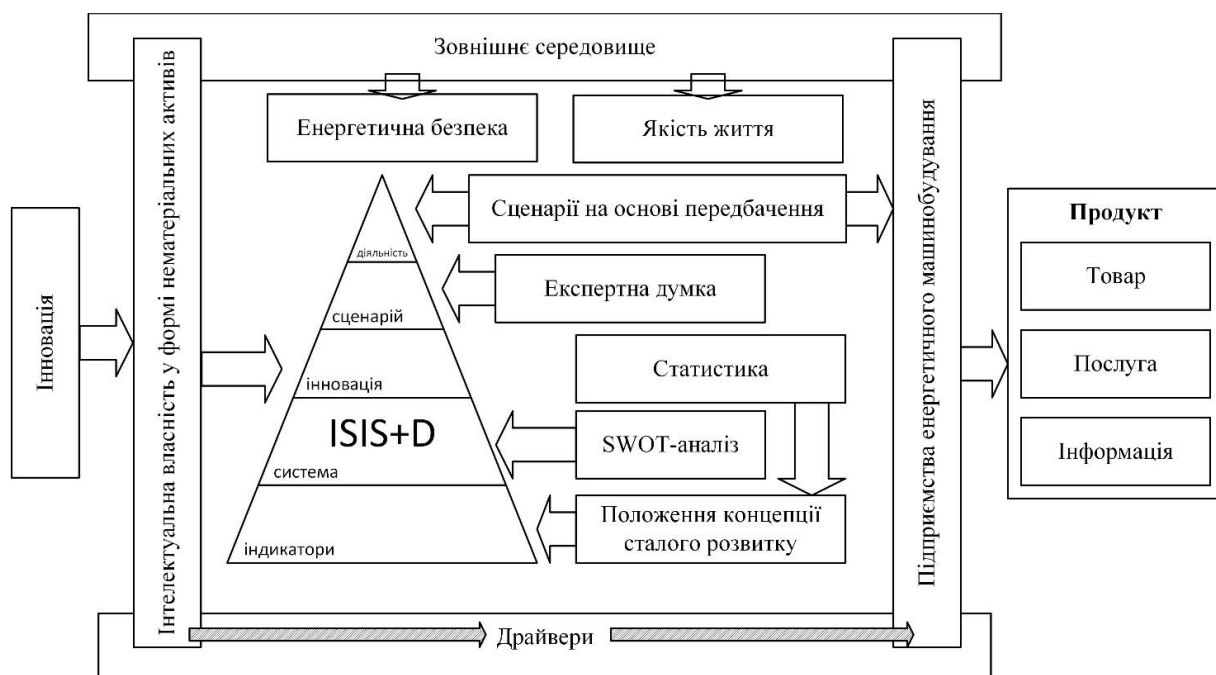 Зовнішнє середовище
Енергетична безпека
Якість життя
Інновація
Інтелектуальна власність у формі нематеріальних активів
діяльність
сценарій
інновація
ISIS+D
система
індикатори
Сценарії на основі передбачення
Експертна думка
Статистика
SWOT-аналіз
Положення концепції
сталого розвитку
Підприємства енергетичного машинобудування
Продукт
Товар
Послуга
Інформація
Драйвери